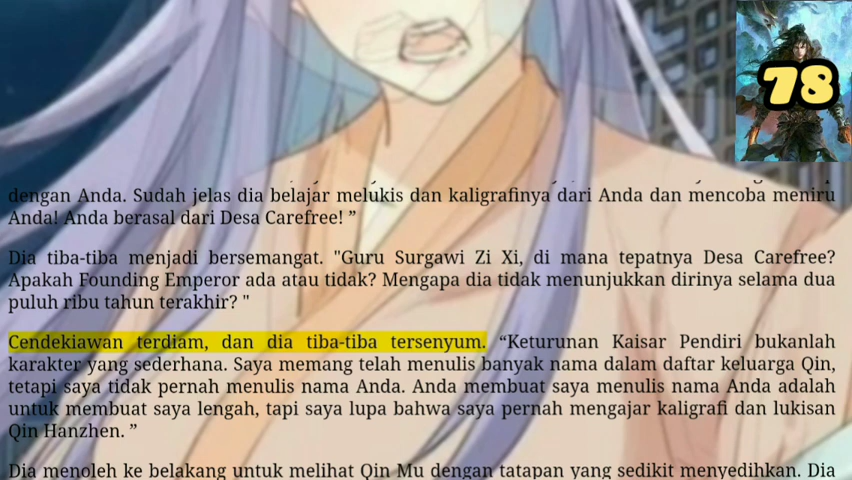 78
dengan Anda. Sudah jelas dia belajar melukis dan kaligrafinya dari Anda dan mencoba meniru
Anda! Anda berasal dari Desa Carefree! ”
Dia tiba-tiba menjadi bersemangat. "Guru Surgawi Zi Xi, di mana tepatnya Desa Carefree?
Apakah Founding Emperor ada atau tidak? Mengapa dia tidak menunjukkan dirinya selama dua
puluh ribu tahun terakhir? "
Cendekiawan terdiam, dan dia tiba-tiba tersenyum. “Keturunan Kaisar Pendiri bukanlah
karakter yang sederhana. Saya memang telah menulis banyak nama dalam daftar keluarga Qin,
tetapi saya tidak pernah menulis nama Anda. Anda membuat saya menulis nama Anda adalah
untuk membuat saya lengah, tapi saya lupa bahwa saya pernah mengajar kaligrafi dan lukisan
Qin Hanzhen. ”
Dia menoleh ke belakang untuk melihat Qin Mu dengan tatapan yang sedikit menyedihkan. Dia